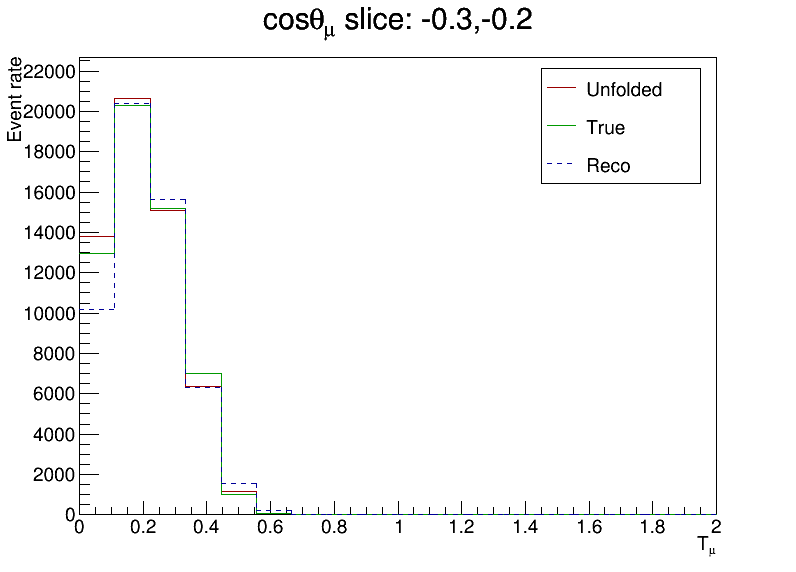 cosθμ slice: -0.3,-0.2
Event rate
22000
20000
18000
16000
14000
12000
10000
8000
6000
4000
2000
0
Unfolded
True
Reco
0 0.2 0.4 0.6 0.8 1 1.2 1.4 1.6 1.8 2
Tμ